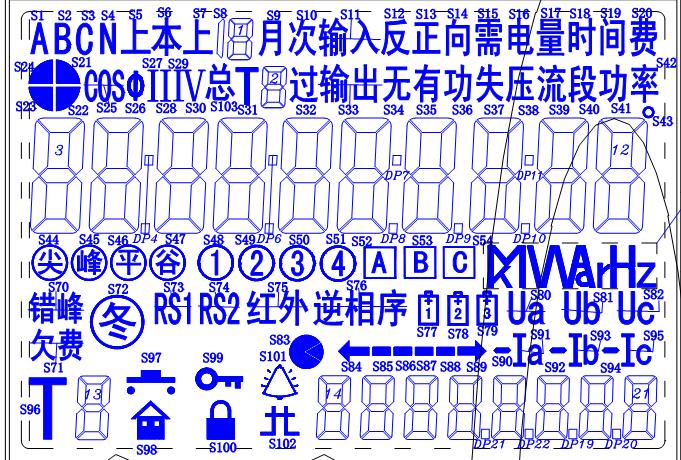 S1 S2 S3 S4 S5 S6 S7 S8 S9 S10 S11 S12 S13 S14 S15 S16 S17 S18 S19 S20
ABCN上本上 1 月次输入反正向需电量时间费
S24 S21 S27 S29 S42
COSΦIIIV总T 2 过输出无有功失压流段功率
S23 S22 S25 S26 S28 S30 S103 S31 S32 S33 S34 S35 S36 S37 S38 S39 S40 S41 S43
3 12
DP7 DP11
DP4 DP6 DP8 DP9 DP10
S44 S45 S46 S47 S48 S49 S50 S51 S52 S53 S54
尖 峰 平 谷 1 2 3 4 A B C MWArHz
S70 S72 S73 S74 S75 S76 S80 S81 S82
错峰 冬 RS1 RS2 红外 逆相序 1 2 3 Ua Ub Uc
S77 S78 S79
欠费 S83 S90 S91 S93 S95
-Ia-Ib-Ic
S71 S97 S99 S101 S84 S85 S86 S87 S88 S89 S92 S94
S96 T 13 14 21
S98 S100 S102 DP21 DP22 DP19 DP20